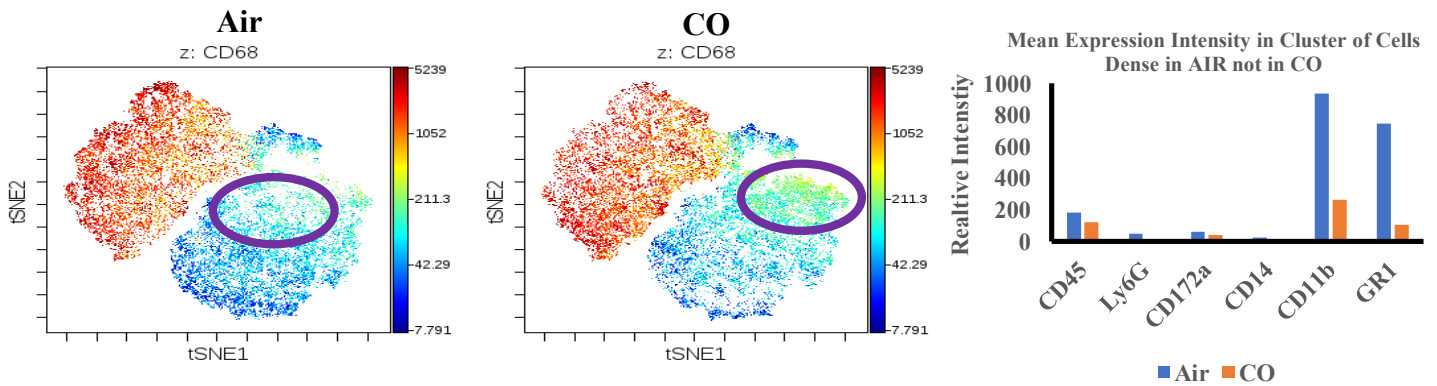 Air
z: CD68
5239
1052
211.3
42.29
-7.791
tSNE2
tSNE1
CO
z: CD68
5239
1052
211.3
42.29
-7.791
tSNE2
tSNE1
Mean Expression Intensity in Cluster of Cells
Dense in AIR not in CO
1000
800
600
400
200
0
Realtive Intenstiy
CD45
Ly6G
CD172a
CD14
CD11b
GR1
Air
CO